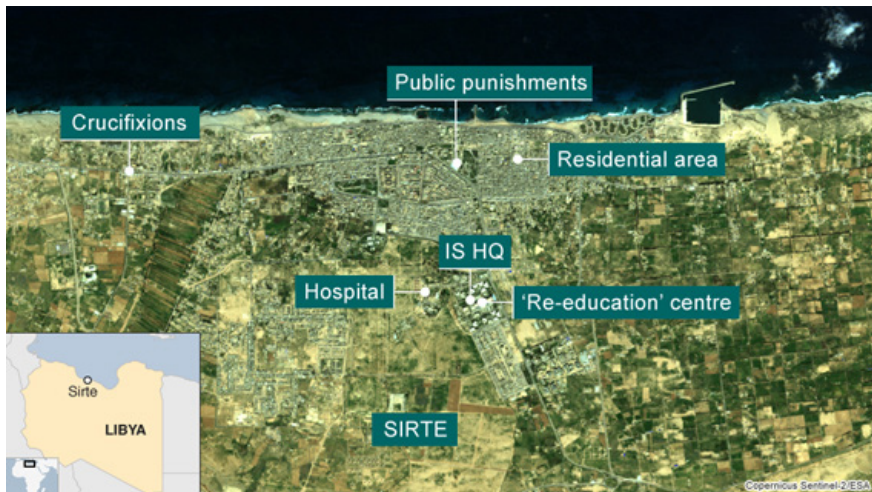 Public punishments
Crucifixions
Residential area
IS HQ
Hospital
‘Re-education’ centre
SIRTE
Sirte
LIBYA
Copernicus Sentinel-2/ESA